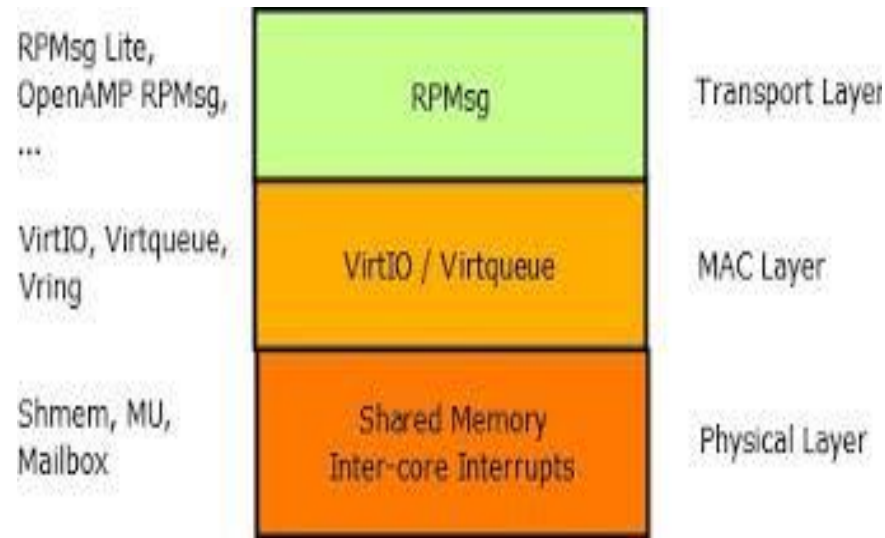 RPMsg Lite,
OpenAMP RPMsg,
...
RPMsg
Transport Layer
VirtIO, Virtqueue,
Vring
VirtIO / Virtqueue
MAC Layer
Shmem, MU,
Mailbox
Shared Memory
Inter-core Interrupts
Physical Layer